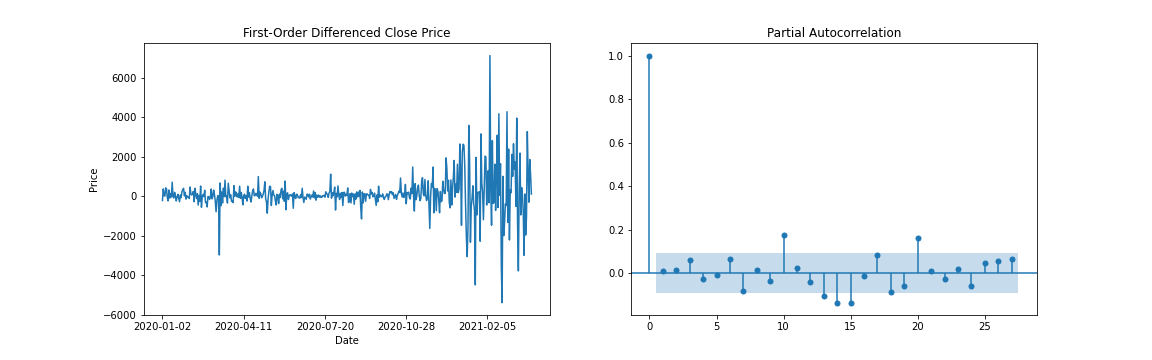 First-Order Differenced Close Price
Price
6000
4000
2000
0
−2000
−4000
−6000
2020-01-02 2020-04-11 2020-07-20 2020-10-28 2021-02-05
Date
Partial Autocorrelation
1.0
0.8
0.6
0.4
0.2
0.0
0 5 10 15 20 25